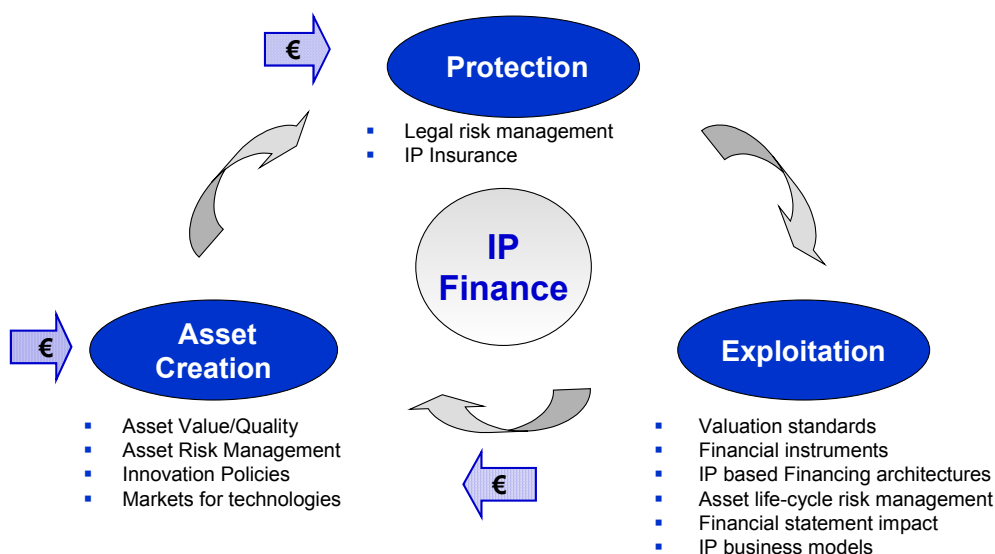 €
Protection
▪ Legal risk management
▪ IP Insurance
IP
Finance
€
Asset
Creation
▪ Asset Value/Quality
▪ Asset Risk Management
▪ Innovation Policies
▪ Markets for technologies
Exploitation
▪ Valuation standards
▪ Financial instruments
▪ IP based Financing architectures
▪ Asset life-cycle risk management
▪ Financial statement impact
▪ IP business models
€